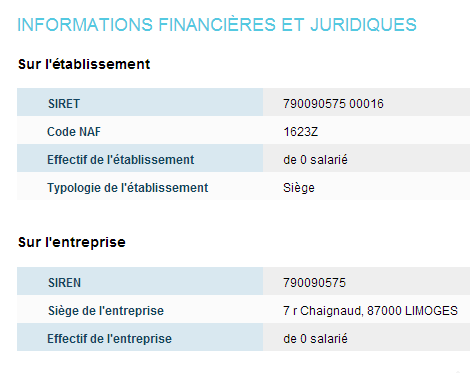 INFORMATIONS FINANCIÈRES ET JURIDIQUES
Sur l'établissement
SIRET 790090575 00016
Code NAF 1623Z
Effectif de l'établissement de 0 salarié
Typologie de l'établissement Siège
Sur l'entreprise
SIREN 790090575
Siège de l'entreprise 7 r Chaignaud, 87000 LIMOGES
Effectif de l'entreprise de 0 salarié